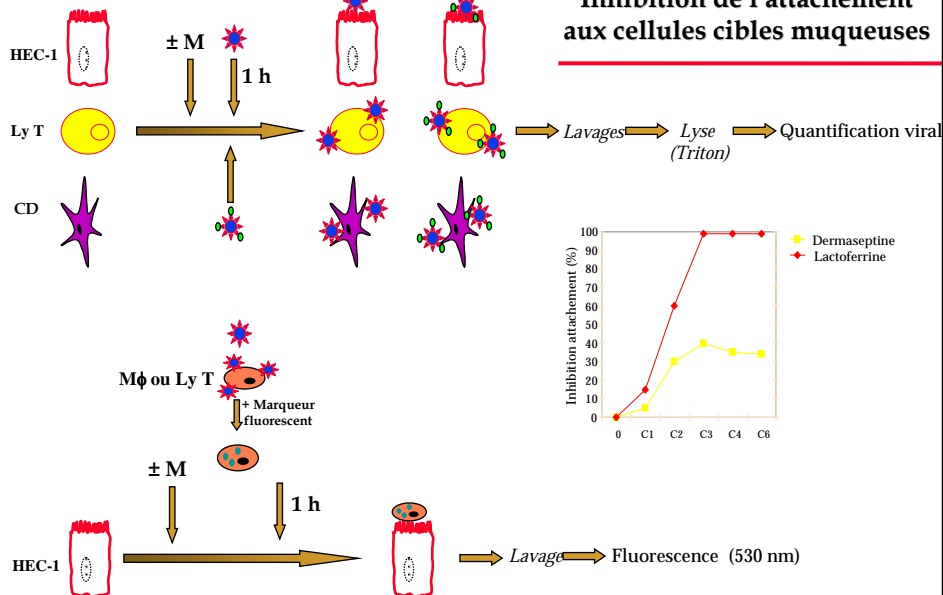 Inhibition de l'attachement
aux cellules cibles muqueuses
HEC-1
± M
1 h
Ly T
Lavages
Lyse
(Triton)
Quantification viral
CD
100
90
80
70
60
50
40
30
20
10
0
Inhibition attachement (%)
0 C1 C2 C3 C4 C6
Dermaseptine
Lactoferrine
Mϕ ou Ly T
+ Marqueur
fluorescent
± M
1 h
HEC-1
Lavage
Fluorescence (530 nm)